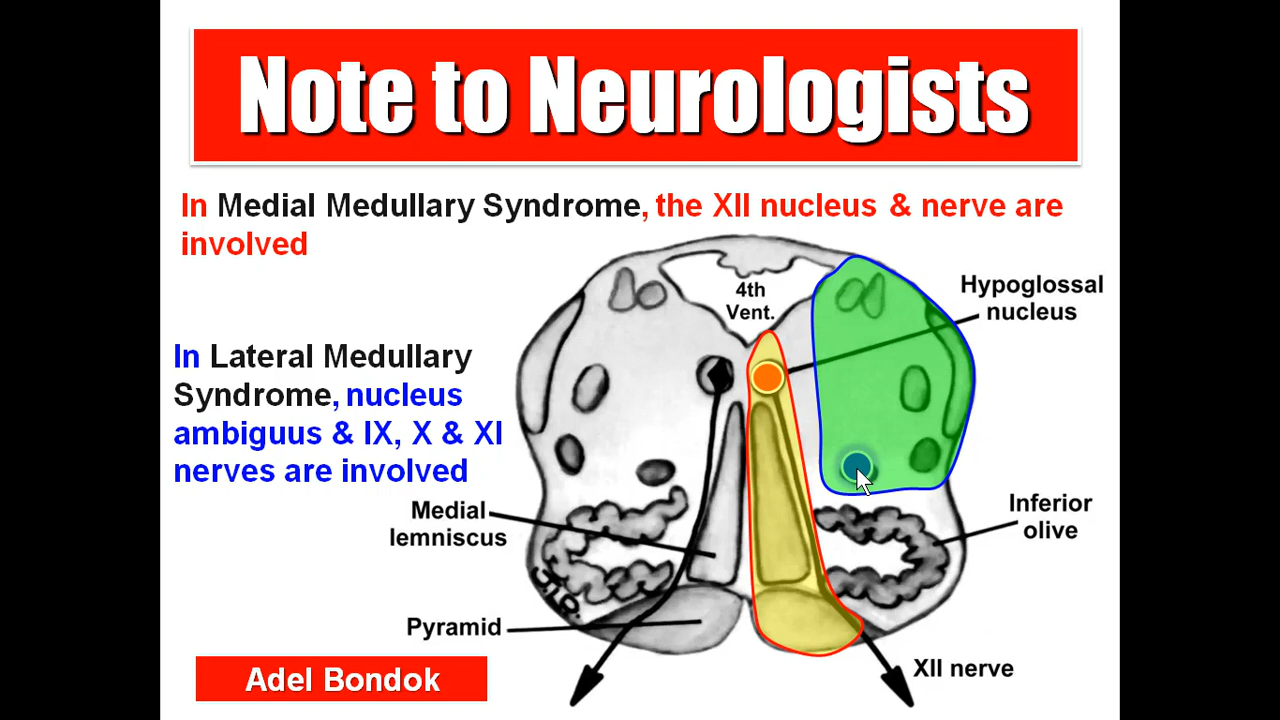 Note to Neurologists
In Medial Medullary Syndrome, the XII nucleus & nerve are
involved
4th
Vent.
Hypoglossal
nucleus
In Lateral Medullary
Syndrome, nucleus
ambiguus & IX, X & XI
nerves are involved
Medial
lemniscus
Inferior
olive
Pyramid
XII nerve
Adel Bondok